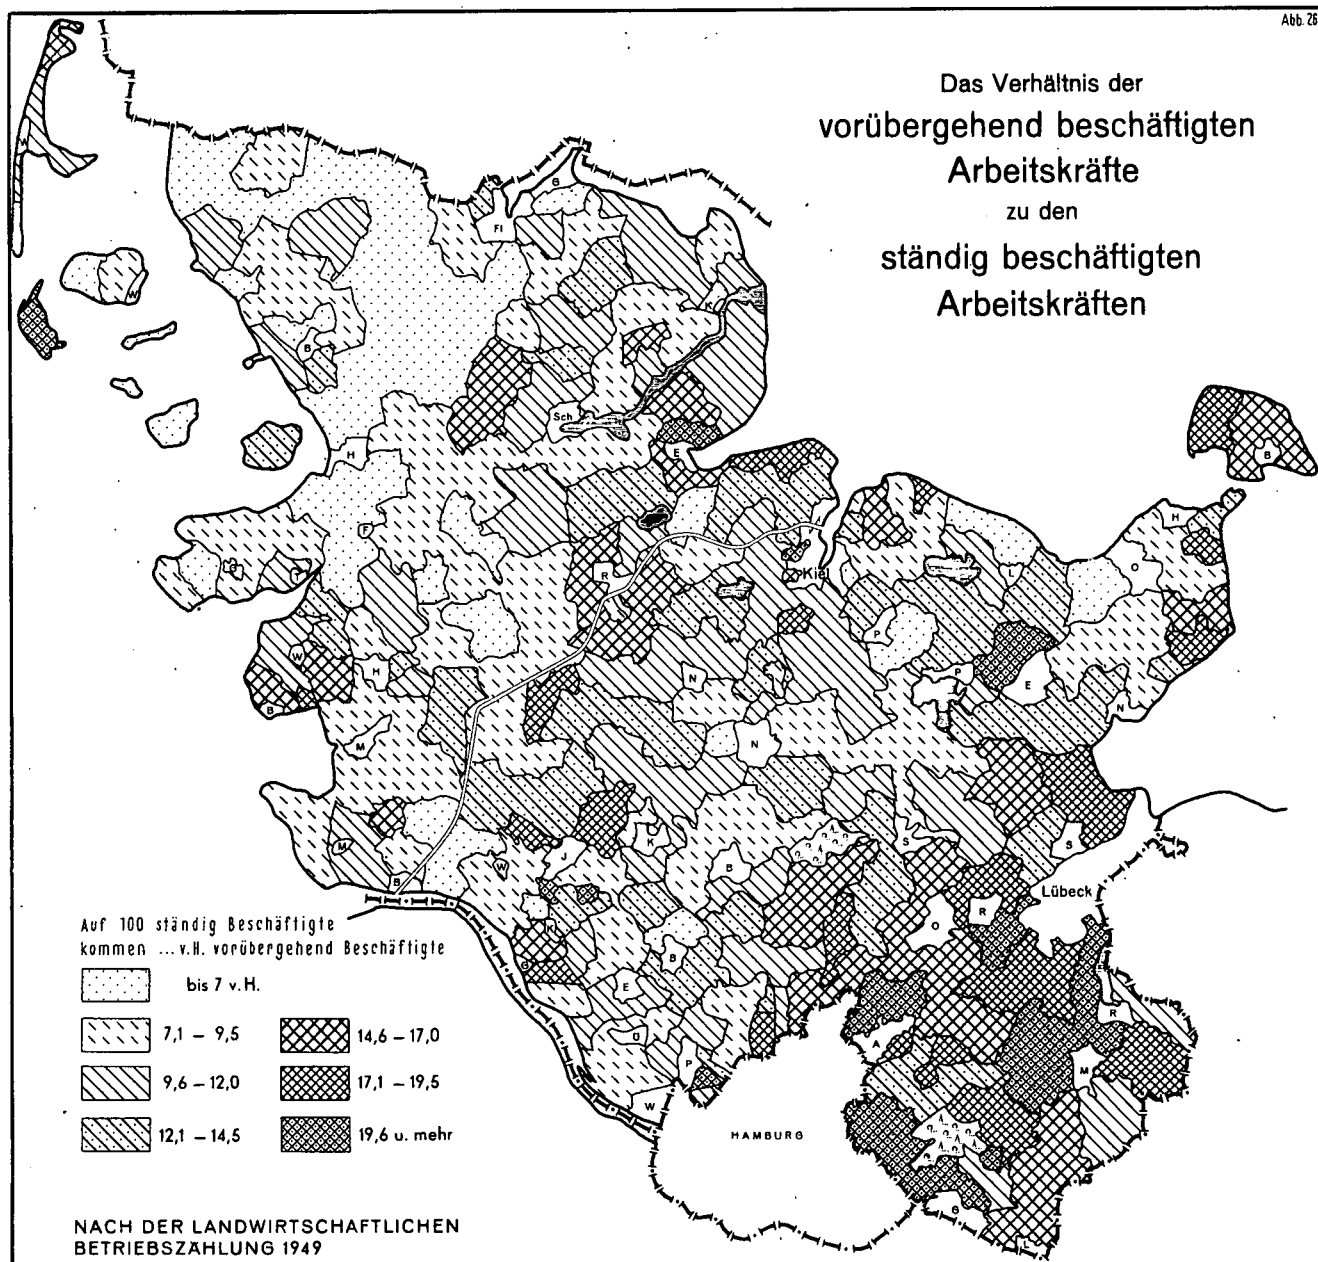 Abb. 26
Das Verhältnis der
vorübergehend beschäftigten
Arbeitskräfte
zu den
ständig beschäftigten
Arbeitskräften
W
G
Fl
K
W
B
Sch
H
E
B
F
H
G
T
R
Kiel
L
O
P
W
H
N
P
E
B
N
M
N
K
S
M
J
W
B
S
B
Lübeck
R
O
K
B
G
E
R
Ü
A
P
M
W
HAMBURG
G
L
Auf 100 ständig Beschäftigte
kommen ... v.H. vorübergehend Beschäftigte
bis 7 v. H.
7,1 – 9,5
14,6 – 17,0
9,6 – 12,0
17,1 – 19,5
12,1 – 14,5
19,6 u. mehr
NACH DER LANDWIRTSCHAFTLICHEN
BETRIEBSZÄHLUNG 1949